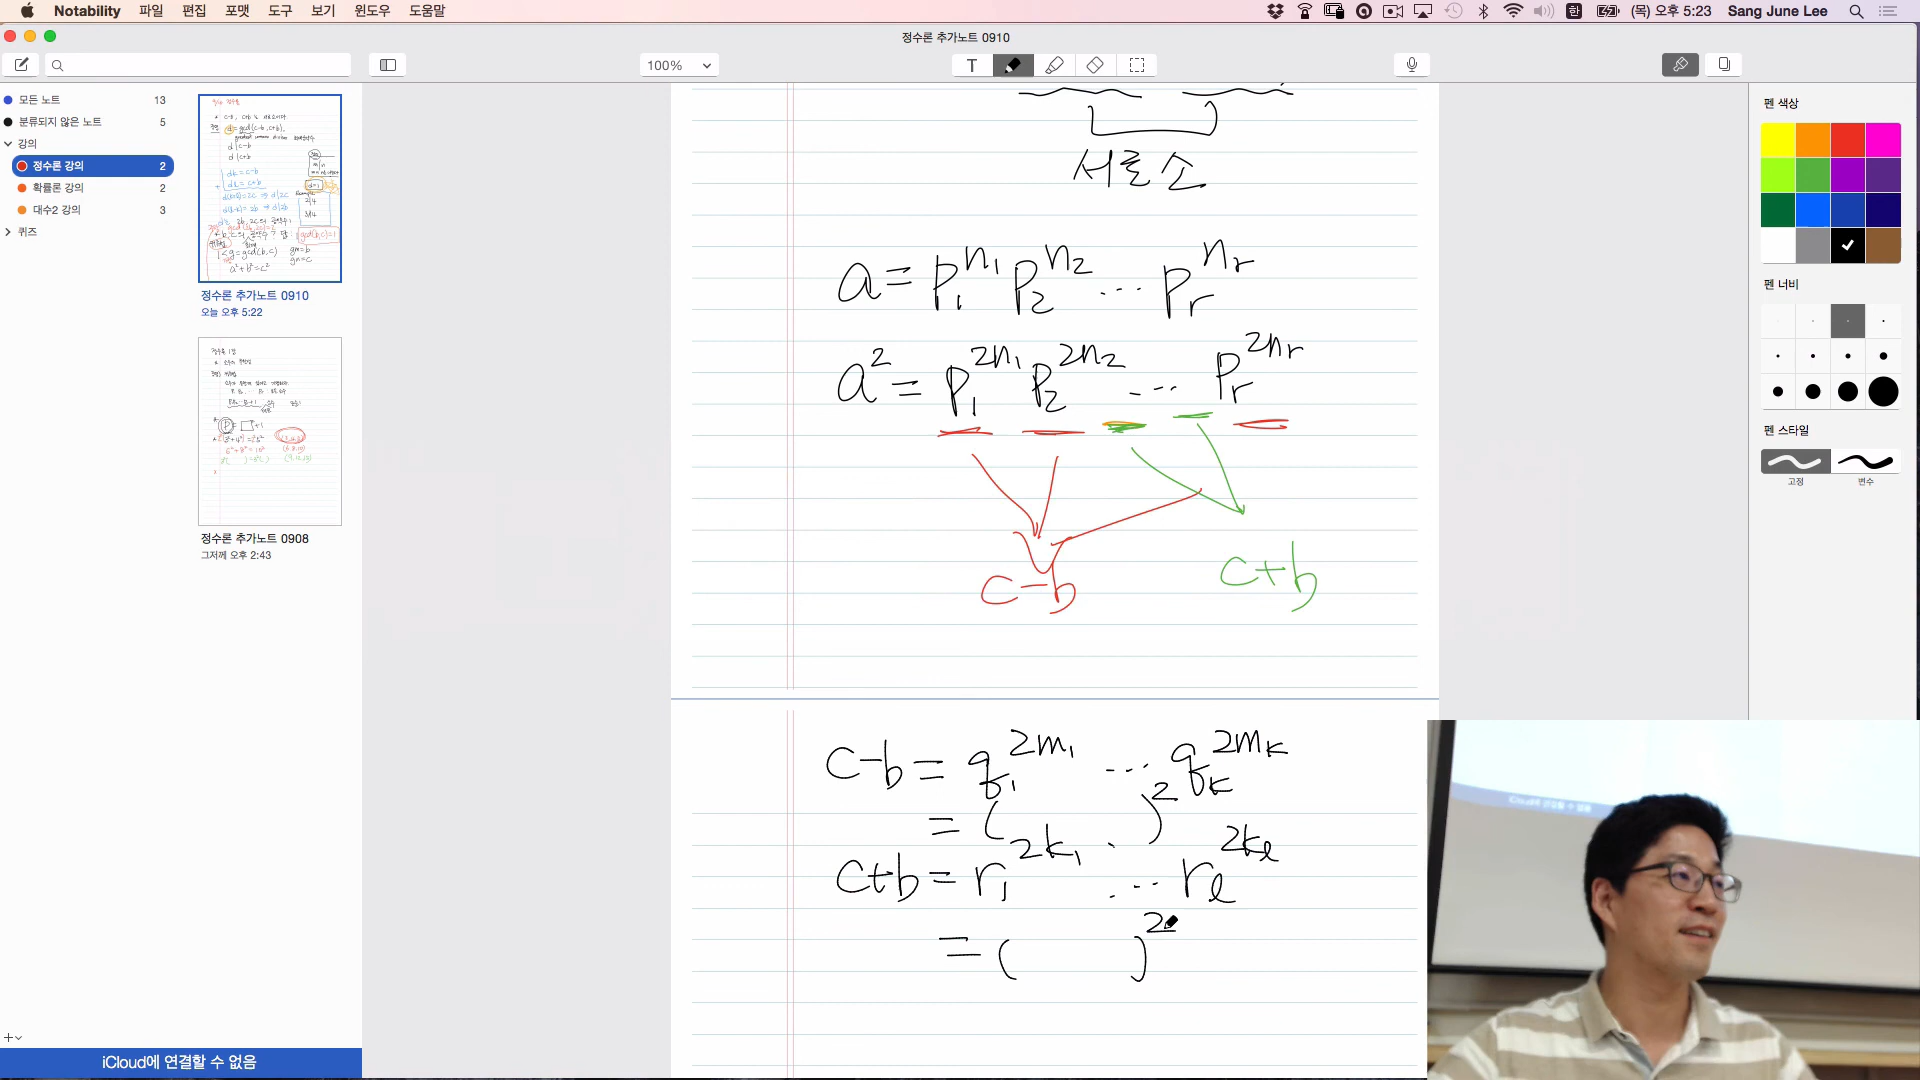 Notability 파일 편집 포맷 도구 보기 윈도우 도움말
한 (목) 오후 5:23 Sang June Lee
정수론 추가노트 0910
100%
T
모든 노트 13
분류되지 않은 노트 5
강의
정수론 강의 2
확률론 강의 2
대수2 강의 3
퀴즈
정수론 추가노트 0910
오늘 오후 5:22
정수론 추가노트 0908
그저께 오후 2:43
iCloud에 연결할 수 없음
서로소
a = p₁^n₁ p₂^n₂ ... p_r^n_r
a² = p₁^2n₁ p₂^2n₂ ... p_r^2n_r
c-b c+b
c-b = q₁^2m₁ ... q_k^2m_k
= ( )²
c+b = r₁^2k₁ ... r_ℓ^2k_ℓ
= ( )²
펜 색상
펜 너비
펜 스타일
고정 변수